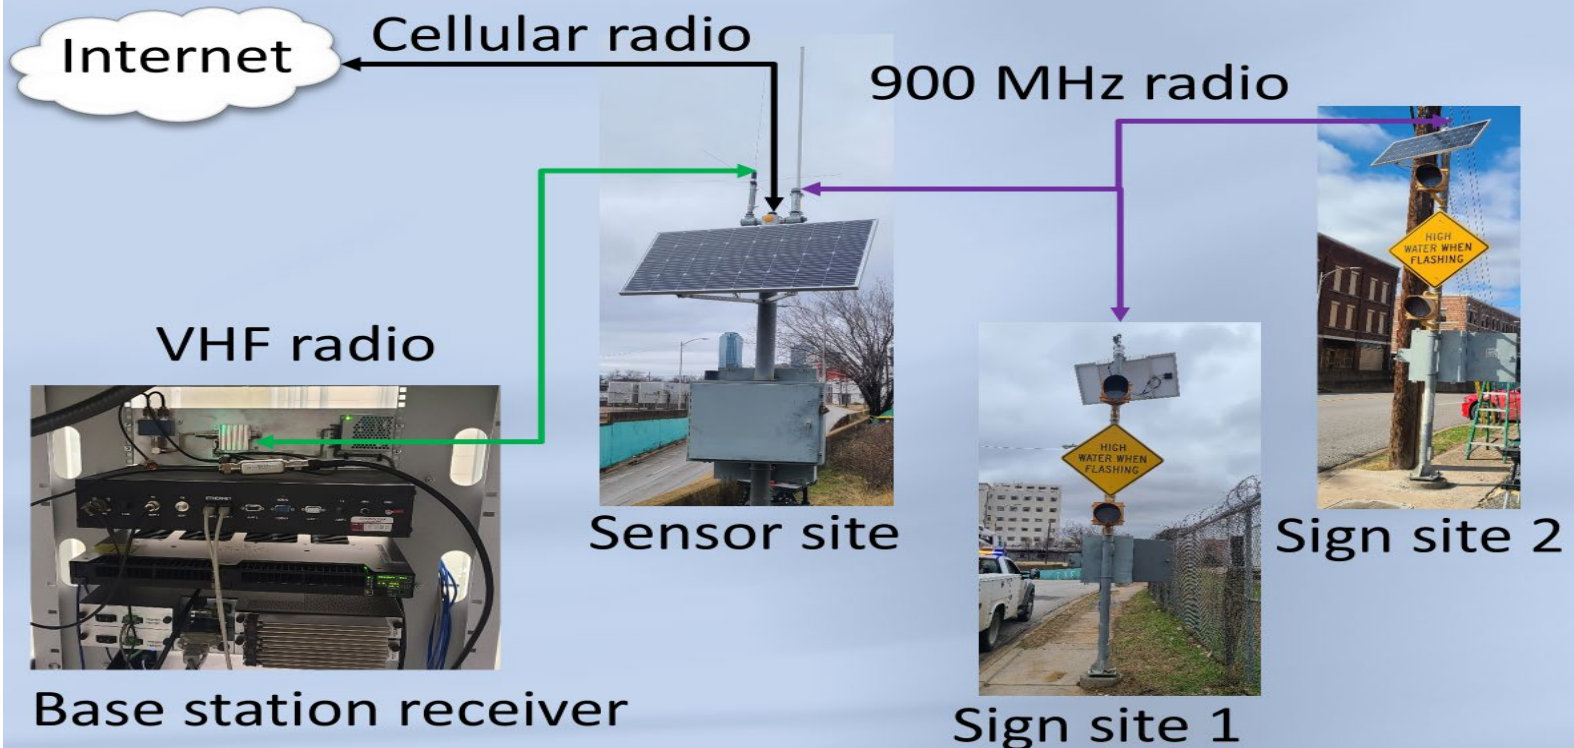 Internet
Cellular radio
900 MHz radio
HIGH
WATER WHEN
FLASHING
VHF radio
HIGH
WATER WHEN
FLASHING
Sensor site
Sign site 2
Base station receiver
Sign site 1